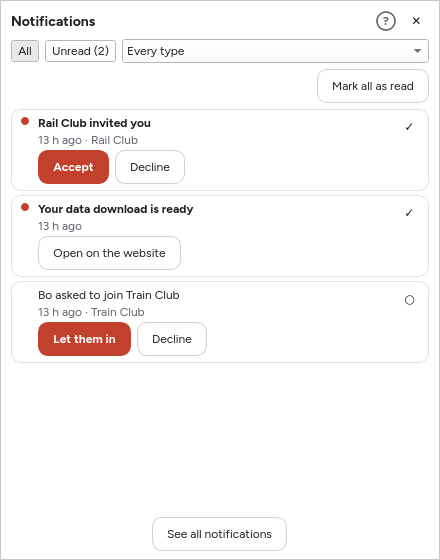 Notifications ? ✕
All Unread (2) Every type
Mark all as read
Rail Club invited you ✓
13 h ago · Rail Club
Accept Decline
Your data download is ready ✓
13 h ago
Open on the website
Bo asked to join Train Club
13 h ago · Train Club
Let them in Decline
See all notifications